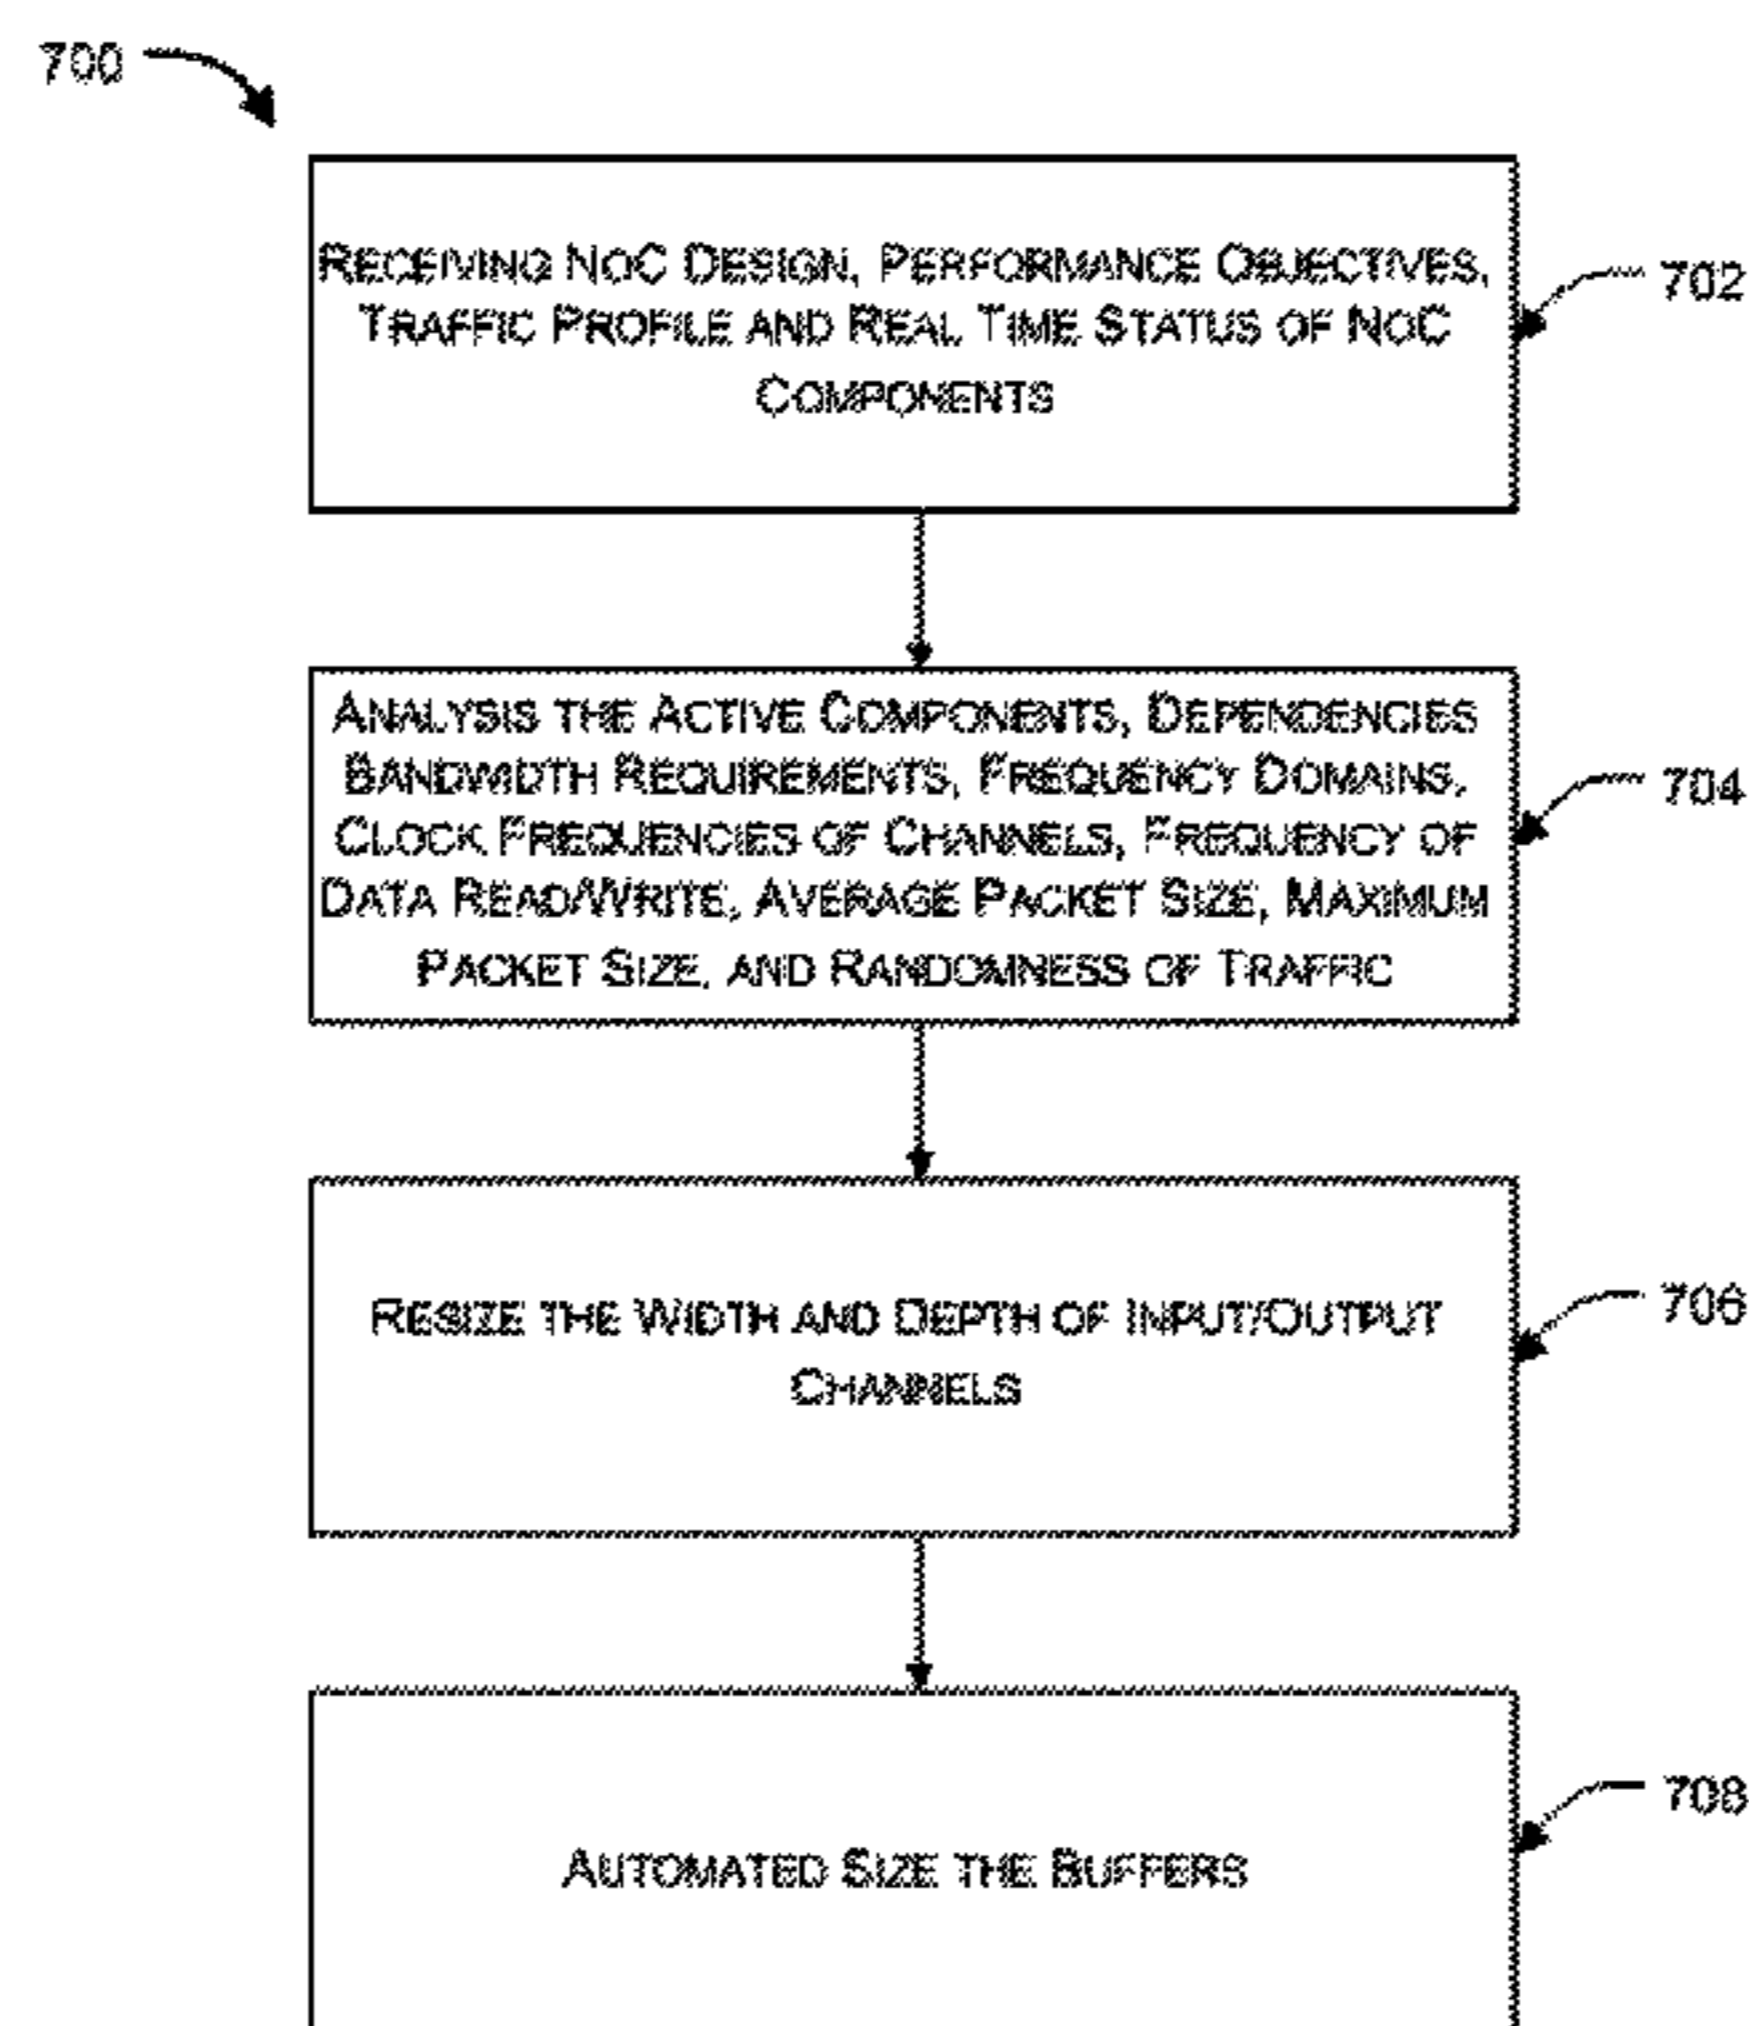 700
RECEIVING NOC DESIGN, PERFORMANCE OBJECTIVES,
TRAFFIC PROFILE AND REAL TIME STATUS OF NOC
COMPONENTS
702
ANALYSIS THE ACTIVE COMPONENTS, DEPENDENCIES
BANDWIDTH REQUIREMENTS, FREQUENCY DOMAINS,
CLOCK FREQUENCIES OF CHANNELS, FREQUENCY OF
DATA READ/WRITE, AVERAGE PACKET SIZE, MAXIMUM
PACKET SIZE, AND RANDOMNESS OF TRAFFIC
704
RESIZE THE WIDTH AND DEPTH OF INPUT/OUTPUT
CHANNELS
706
AUTOMATED SIZE THE BUFFERS
708